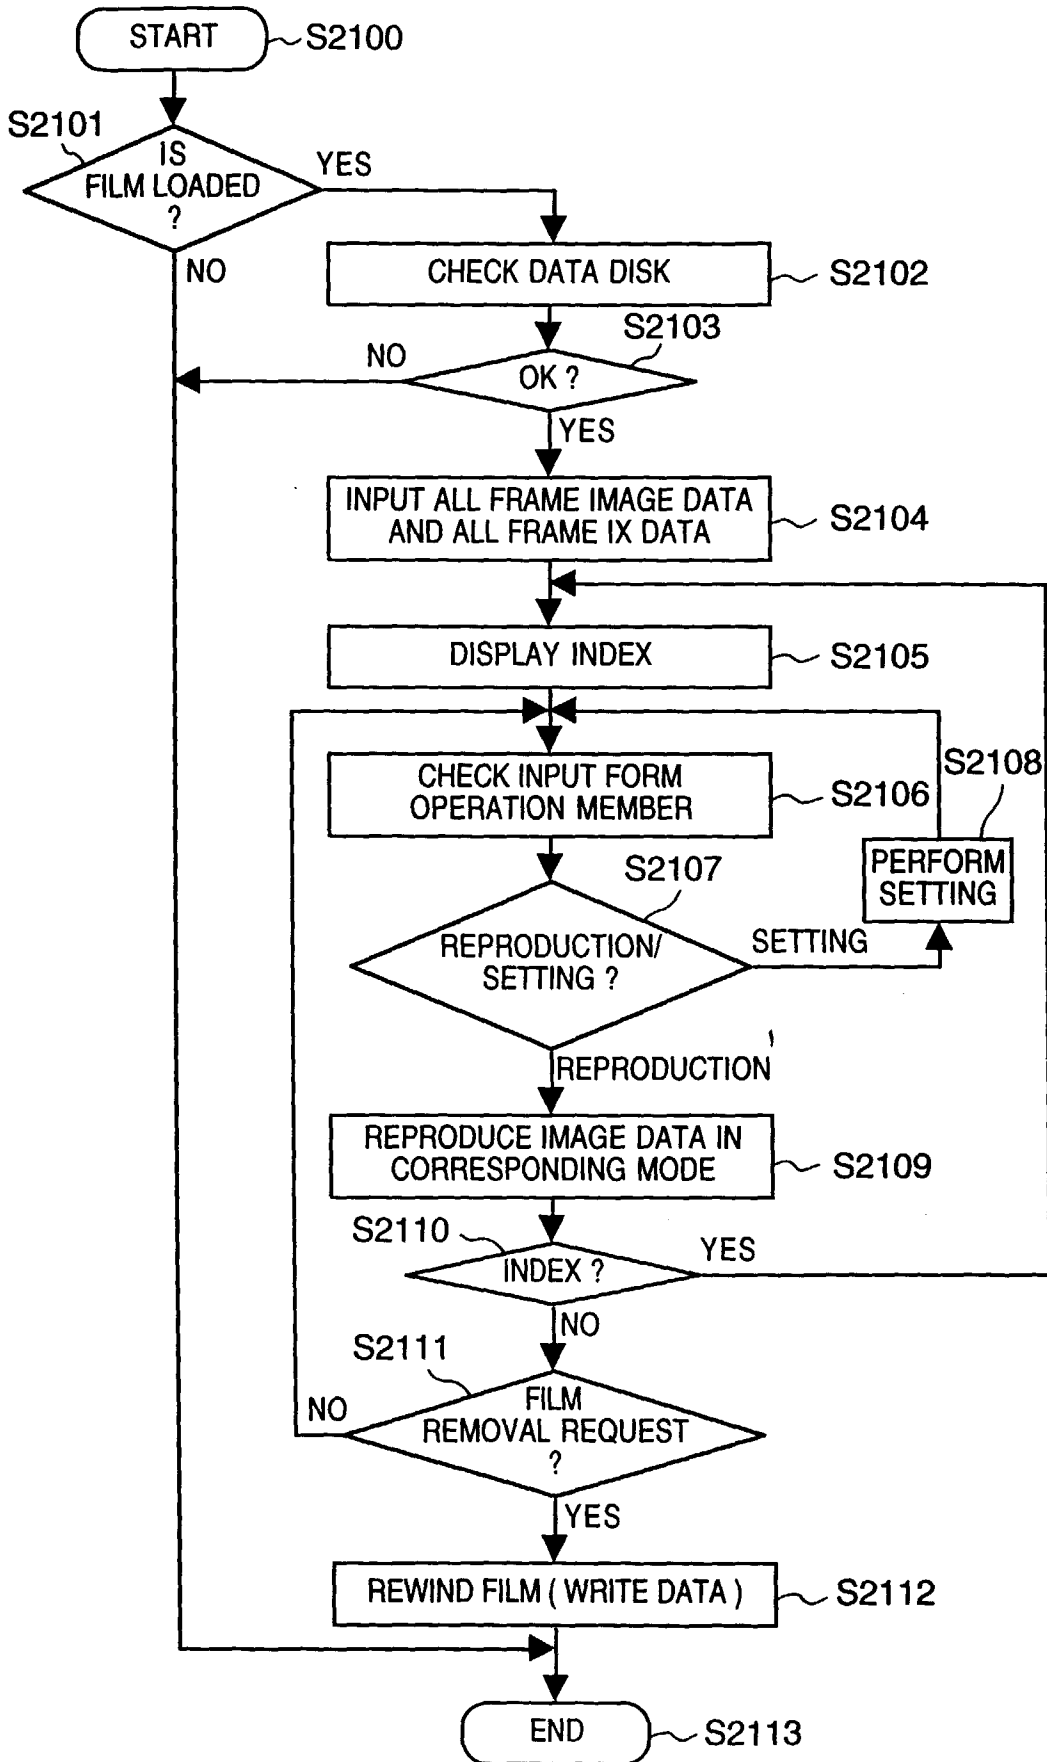 START
S2100
S2101
IS
FILM LOADED
?
YES
NO
CHECK DATA DISK
S2102
S2103
NO
OK ?
YES
INPUT ALL FRAME IMAGE DATA
AND ALL FRAME IX DATA
S2104
DISPLAY INDEX
S2105
CHECK INPUT FORM
OPERATION MEMBER
S2106
S2108
PERFORM
SETTING
S2107
REPRODUCTION/
SETTING ?
SETTING
REPRODUCTION
REPRODUCE IMAGE DATA IN
CORRESPONDING MODE
S2109
S2110
INDEX ?
YES
NO
S2111
FILM
REMOVAL REQUEST
?
NO
YES
REWIND FILM ( WRITE DATA )
S2112
END
S2113